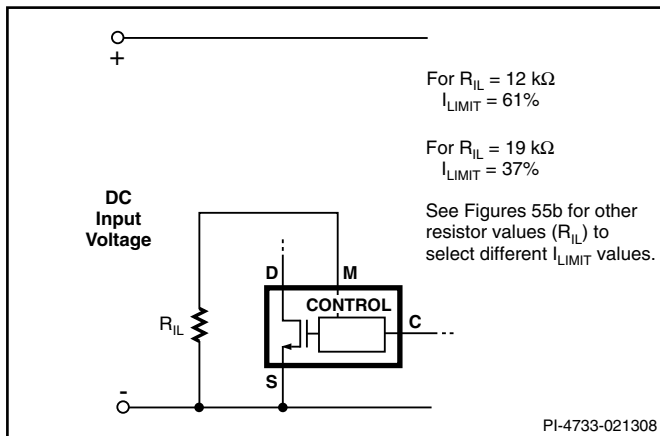 +
For R_IL = 12 kΩ
I_LIMIT = 61%
For R_IL = 19 kΩ
I_LIMIT = 37%
See Figures 55b for other
resistor values (R_IL) to
select different I_LIMIT values.
DC
Input
Voltage
D M
CONTROL
C
R_IL
S
-
PI-4733-021308